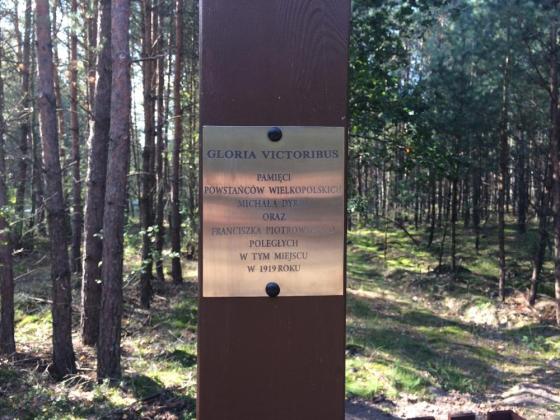 GLORIA VICTORIBUS
PAMIĘCI
POWSTAŃCÓW WIELKOPOLSKICH
MICHAŁA
ORAZ
FRANCISZKA
POLEGŁYCH
W TYM MIEJSCU
W 1919 ROKU